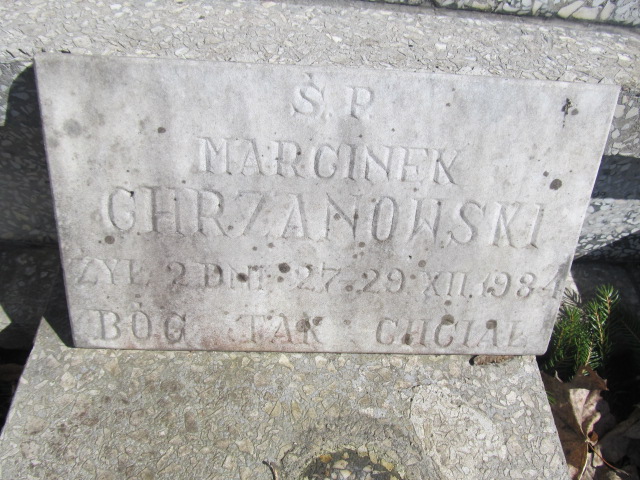 Ś. P.
MARCINEK
CHRZANOWSKI
ŻYŁ 2 DNI 27.29 XII.1984
BÓG TAK CHCIAŁ